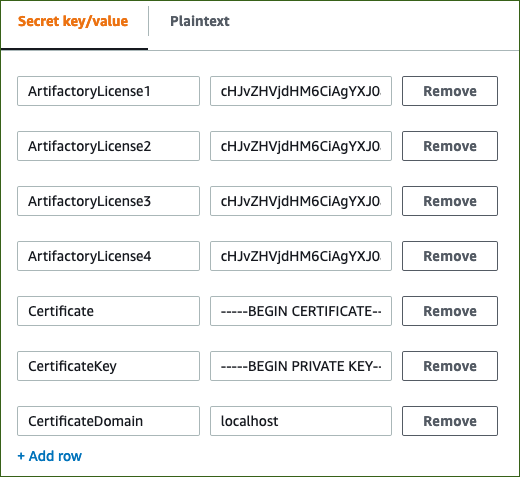 Secret key/value Plaintext
ArtifactoryLicense1 cHJvZHVjdHM6CiAgYXJ0 Remove
ArtifactoryLicense2 cHJvZHVjdHM6CiAgYXJ0 Remove
ArtifactoryLicense3 cHJvZHVjdHM6CiAgYXJ0 Remove
ArtifactoryLicense4 cHJvZHVjdHM6CiAgYXJ0 Remove
Certificate -----BEGIN CERTIFICATE-- Remove
CertificateKey -----BEGIN PRIVATE KEY-- Remove
CertificateDomain localhost Remove
+ Add row